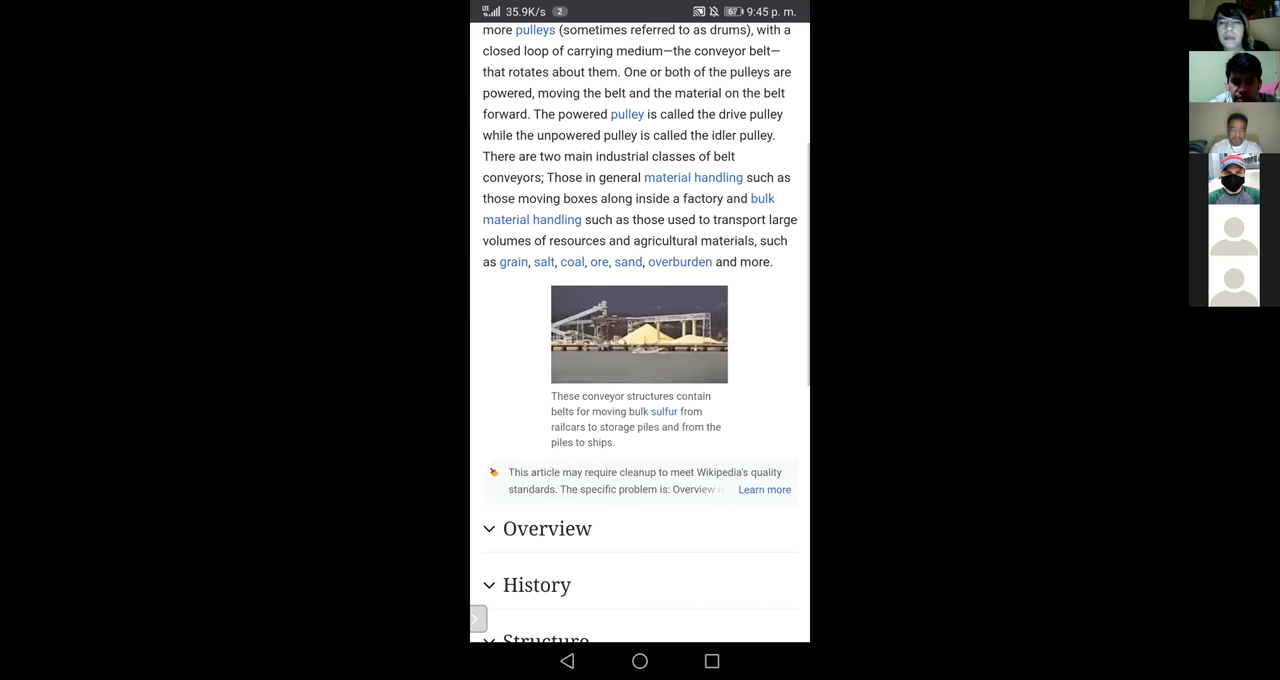 LTE 35.9K/s 2 67 9:45 p. m.
more pulleys (sometimes referred to as drums), with a
closed loop of carrying medium—the conveyor belt—
that rotates about them. One or both of the pulleys are
powered, moving the belt and the material on the belt
forward. The powered pulley is called the drive pulley
while the unpowered pulley is called the idler pulley.
There are two main industrial classes of belt
conveyors; Those in general material handling such as
those moving boxes along inside a factory and bulk
material handling such as those used to transport large
volumes of resources and agricultural materials, such
as grain, salt, coal, ore, sand, overburden and more.
These conveyor structures contain
belts for moving bulk sulfur from
railcars to storage piles and from the
piles to ships.
This article may require cleanup to meet Wikipedia's quality
standards. The specific problem is: Overview is Learn more
Overview
History
Structure